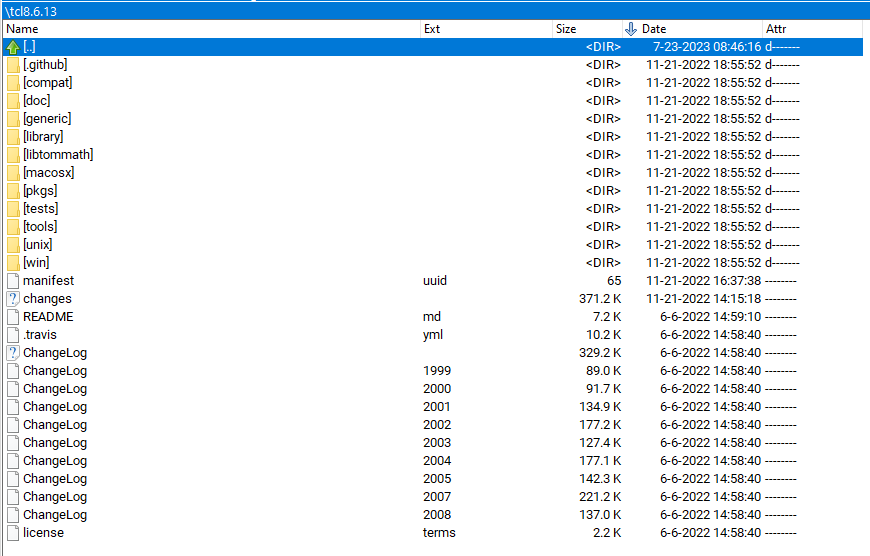 \tcl8.6.13
Name Ext Size Date Attr
[..] <DIR> 7-23-2023 08:46:16 d-------
[.github] <DIR> 11-21-2022 18:55:52 d-------
[compat] <DIR> 11-21-2022 18:55:52 d-------
[doc] <DIR> 11-21-2022 18:55:52 d-------
[generic] <DIR> 11-21-2022 18:55:52 d-------
[library] <DIR> 11-21-2022 18:55:52 d-------
[libtommath] <DIR> 11-21-2022 18:55:52 d-------
[macosx] <DIR> 11-21-2022 18:55:52 d-------
[pkgs] <DIR> 11-21-2022 18:55:52 d-------
[tests] <DIR> 11-21-2022 18:55:52 d-------
[tools] <DIR> 11-21-2022 18:55:52 d-------
[unix] <DIR> 11-21-2022 18:55:52 d-------
[win] <DIR> 11-21-2022 18:55:52 d-------
manifest uuid 65 11-21-2022 16:37:38 --------
changes 371.2 K 11-21-2022 14:15:18 --------
README md 7.2 K 6-6-2022 14:59:10 --------
.travis yml 10.2 K 6-6-2022 14:58:40 --------
ChangeLog 329.2 K 6-6-2022 14:58:40 --------
ChangeLog 1999 89.0 K 6-6-2022 14:58:40 --------
ChangeLog 2000 91.7 K 6-6-2022 14:58:40 --------
ChangeLog 2001 134.9 K 6-6-2022 14:58:40 --------
ChangeLog 2002 177.2 K 6-6-2022 14:58:40 --------
ChangeLog 2003 127.4 K 6-6-2022 14:58:40 --------
ChangeLog 2004 177.1 K 6-6-2022 14:58:40 --------
ChangeLog 2005 142.3 K 6-6-2022 14:58:40 --------
ChangeLog 2007 221.2 K 6-6-2022 14:58:40 --------
ChangeLog 2008 137.0 K 6-6-2022 14:58:40 --------
license terms 2.2 K 6-6-2022 14:58:40 --------